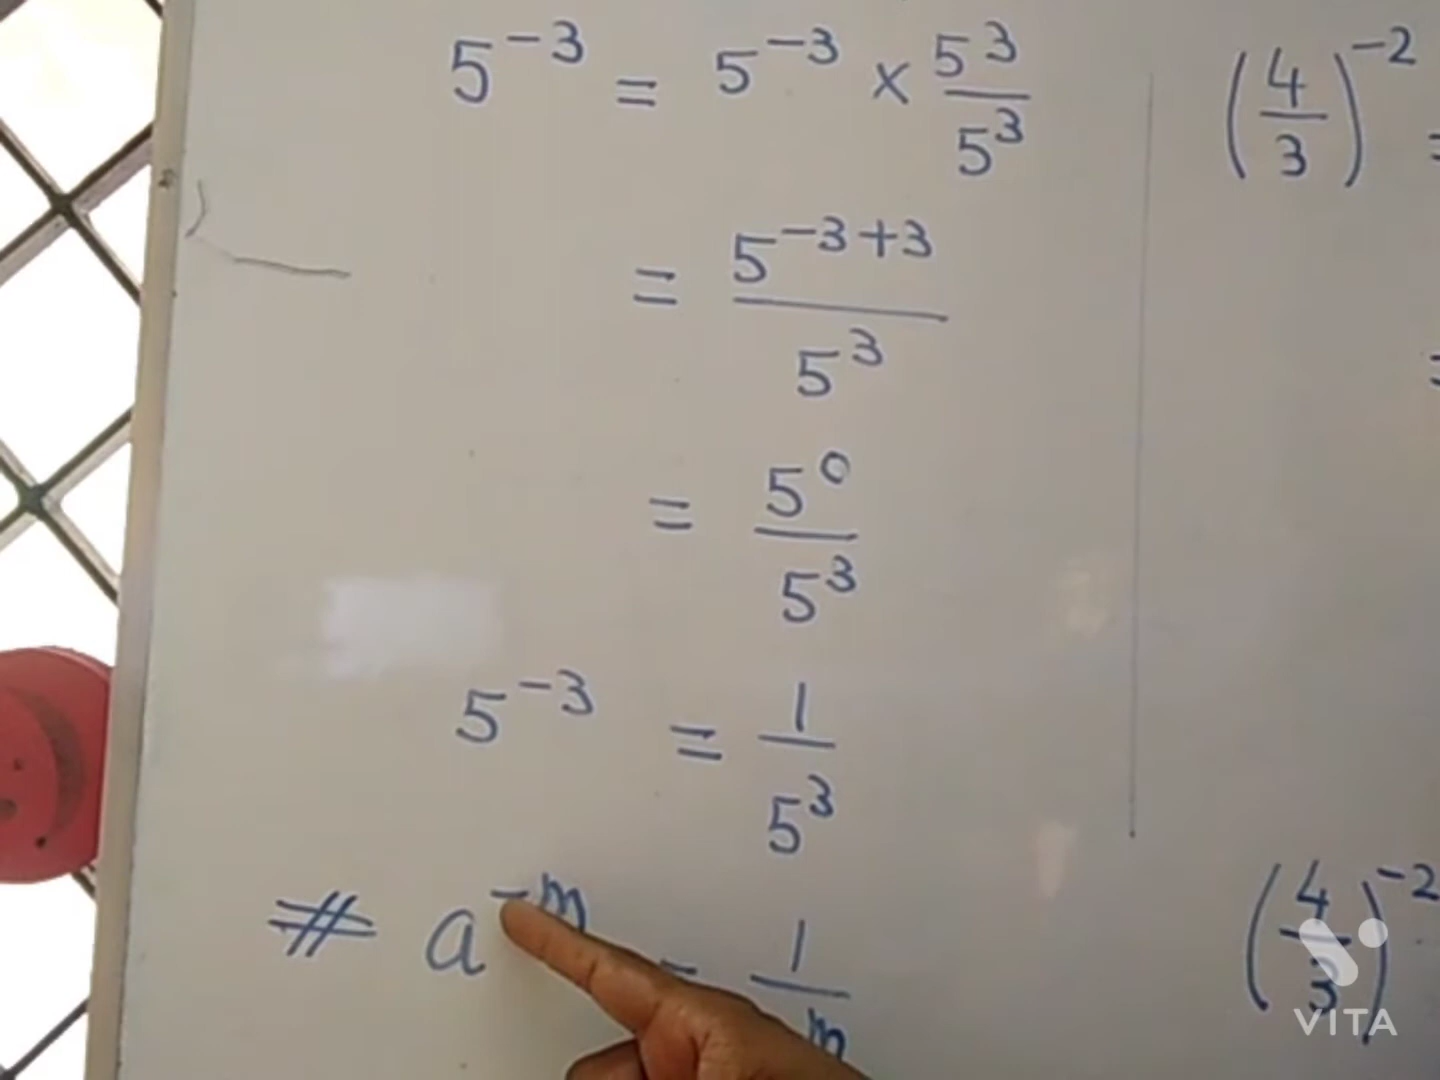 5⁻³ = 5⁻³ × 5³/5³
= 5⁻³⁺³/5³
= 5⁰/5³
5⁻³ = 1/5³
# a⁻ᵐ = 1/ ᵐ
(4/3)⁻² =
=
(4/3)⁻²
VITA